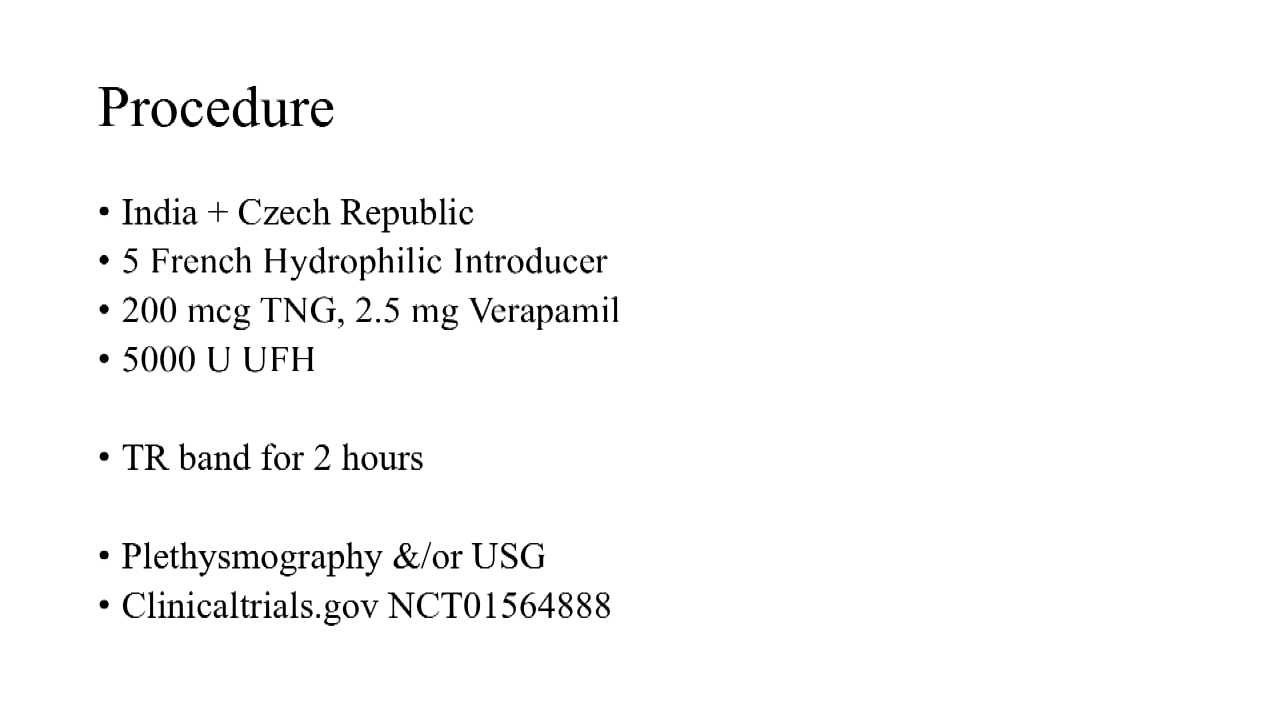 Procedure
• India + Czech Republic
• 5 French Hydrophilic Introducer
• 200 mcg TNG, 2.5 mg Verapamil
• 5000 U UFH
• TR band for 2 hours
• Plethysmography &/or USG
• Clinicaltrials.gov NCT01564888